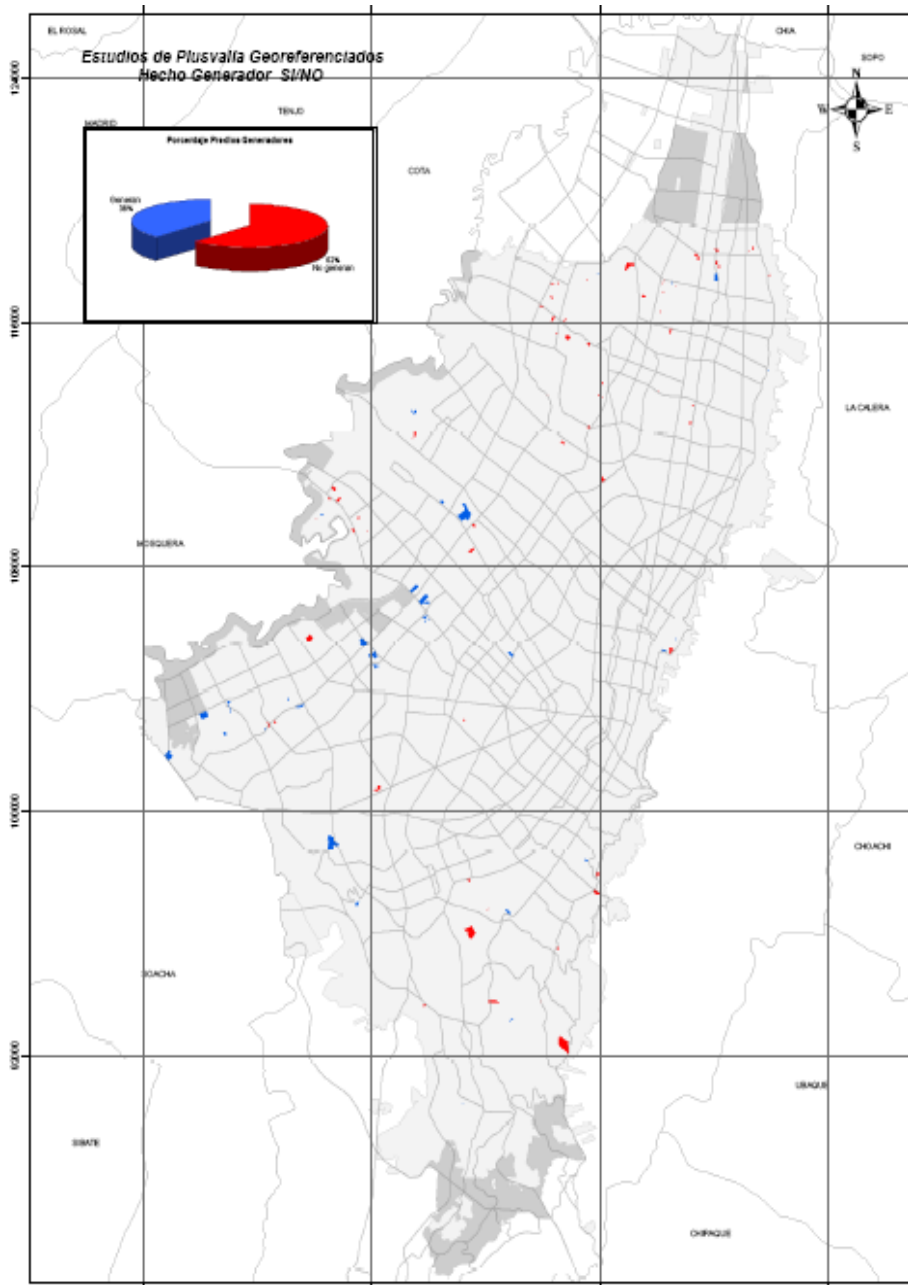 EL ROSAL
CHIA
SOPO
Estudios de Plusvalía Georeferenciados
Hecho Generador SI/NO
124000
TENJO
N
W
E
S
MADRID
Porcentaje Predios Generadores
COTA
Generan
38%
62%
No generan
116000
LA CALERA
MOSQUERA
108000
100000
CHOACHI
SOACHA
92000
UBAQUE
SIBATE
CHIPAQUE